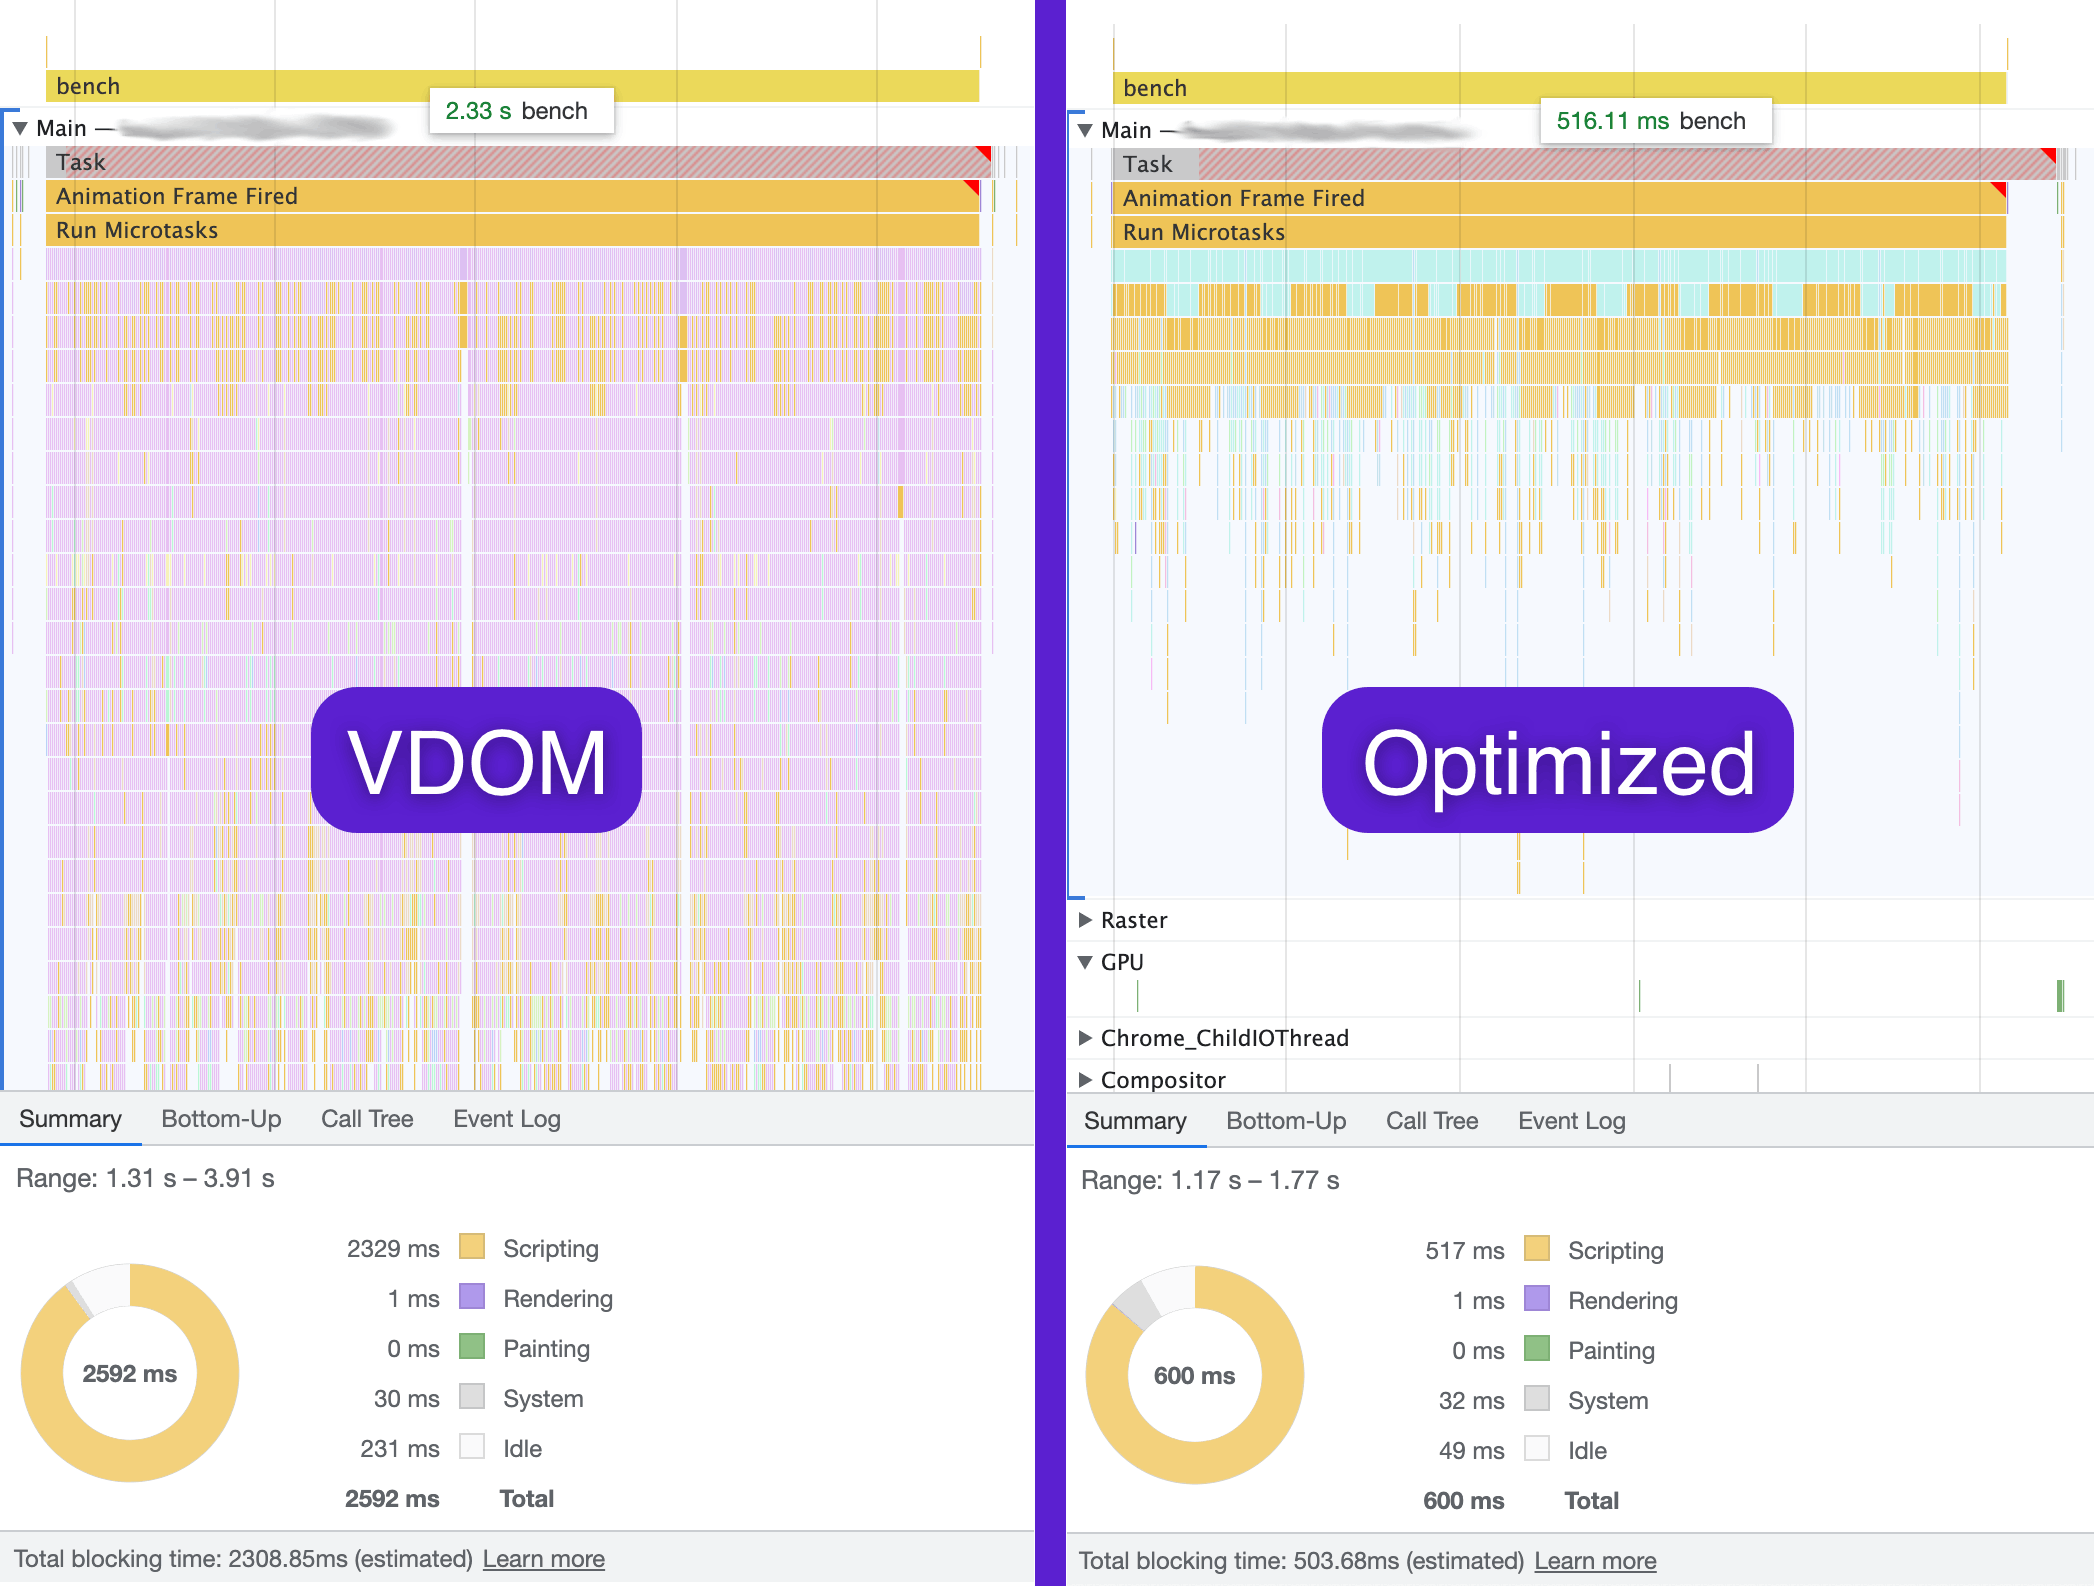 bench
2.33 s bench
Main —
Task
Animation Frame Fired
Run Microtasks
VDOM
Summary Bottom-Up Call Tree Event Log
Range: 1.31 s – 3.91 s
2329 ms Scripting
1 ms Rendering
0 ms Painting
30 ms System
231 ms Idle
2592 ms Total
2592 ms
Total blocking time: 2308.85ms (estimated) Learn more
bench
516.11 ms bench
Main —
Task
Animation Frame Fired
Run Microtasks
Optimized
Raster
GPU
Chrome_ChildIOThread
Compositor
Summary Bottom-Up Call Tree Event Log
Range: 1.17 s – 1.77 s
517 ms Scripting
1 ms Rendering
0 ms Painting
32 ms System
49 ms Idle
600 ms Total
600 ms
Total blocking time: 503.68ms (estimated) Learn more